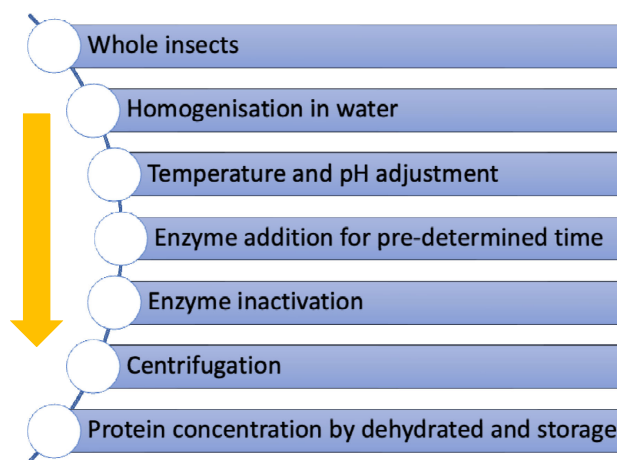 Whole insects
Homogenisation in water
Temperature and pH adjustment
Enzyme addition for pre-determined time
Enzyme inactivation
Centrifugation
Protein concentration by dehydrated and storage